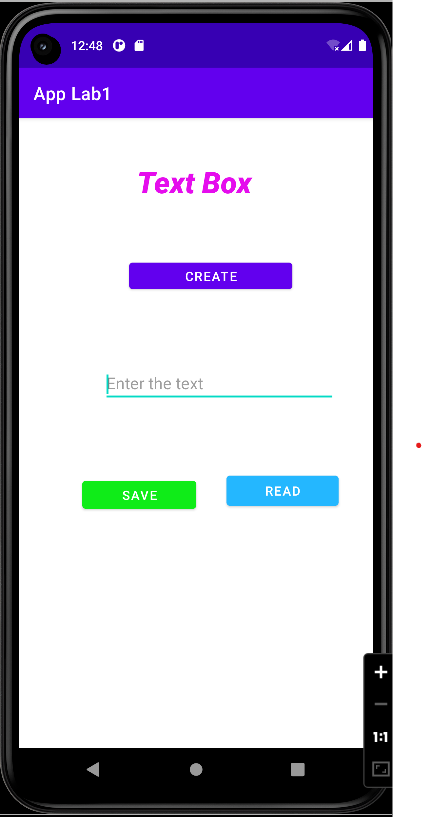 12:48
App Lab1
Text Box
CREATE
Enter the text
SAVE
READ
1:1